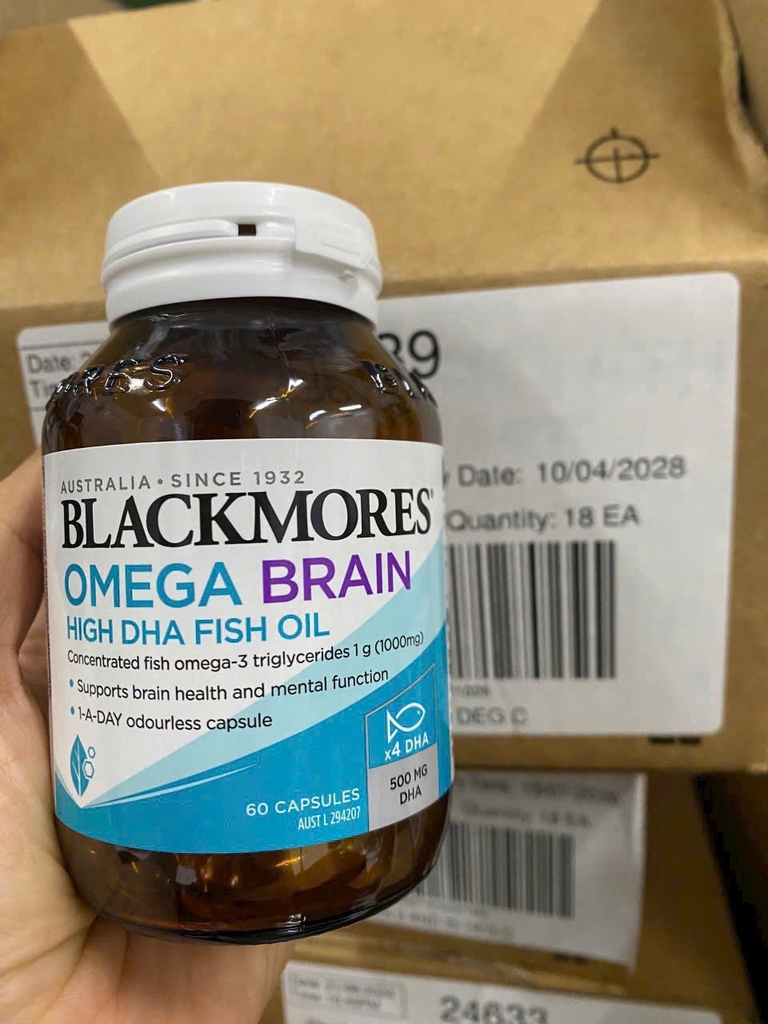 AUSTRALIA • SINCE 1932
BLACKMORES®
OMEGA BRAIN
HIGH DHA FISH OIL
Concentrated fish omega-3 triglycerides 1 g (1000mg)
• Supports brain health and mental function
• 1-A-DAY odourless capsule
x4 DHA
500 MG
DHA
60 CAPSULES
AUST L 294207
Date:
39
Date: 10/04/2028
Quantity: 18 EA
DEG C
Quantity: 18 EA
24633